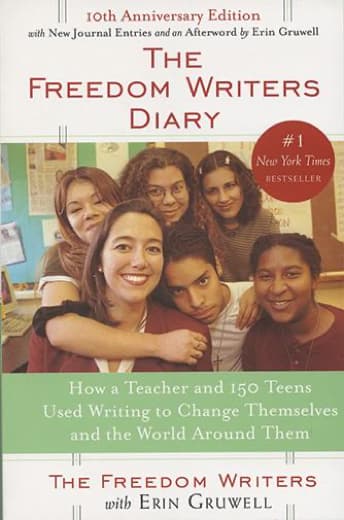 10th Anniversary Edition
with New Journal Entries and an Afterword by Erin Gruwell
The
Freedom Writers
Diary
#1
New York Times
Bestseller
How a Teacher and 150 Teens
Used Writing to Change Themselves
and the World Around Them
The Freedom Writers
with Erin Gruwell